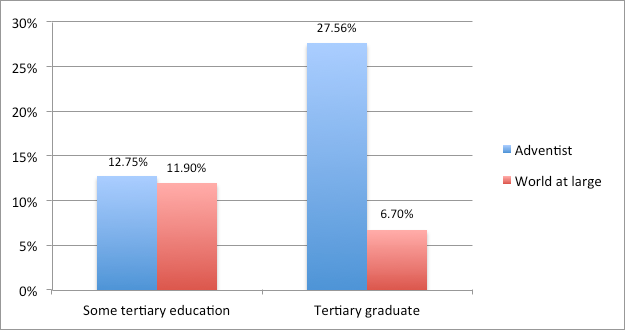 30%
25%
20%
15%
10%
5%
0%
12.75%
11.90%
27.56%
6.70%
Some tertiary education
Tertiary graduate
Adventist
World at large